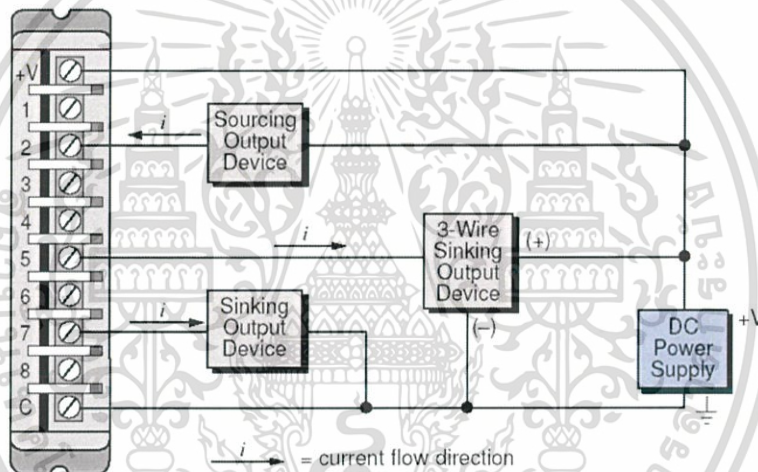 +V
1
2
3
4
5
6
7
8
C
i
Sourcing
Output
Device
i
3-Wire
Sinking
Output
Device
(+)
(−)
i
Sinking
Output
Device
DC
Power
Supply
+V
i = current flow direction